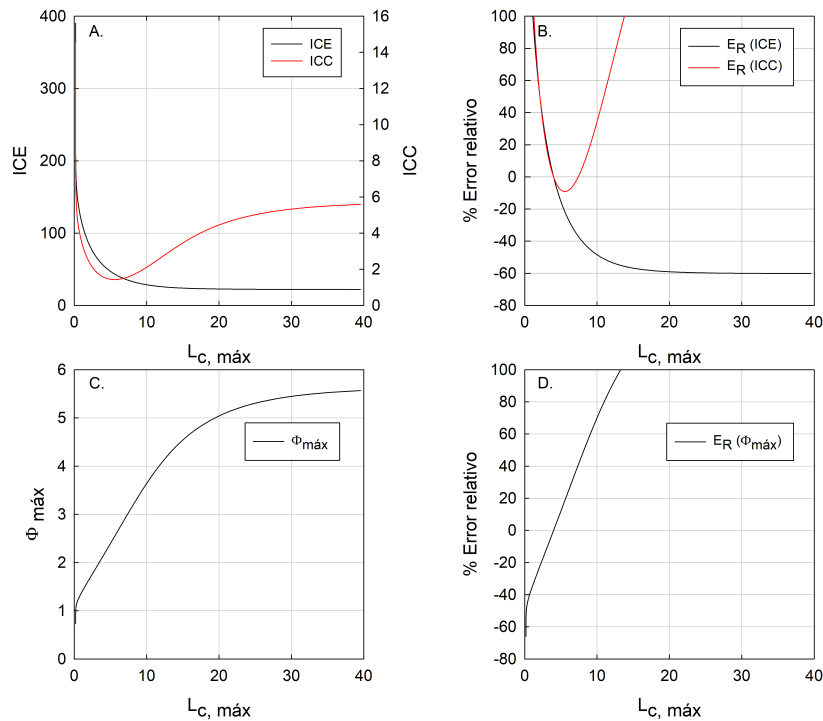 A.
ICE
ICC
400
300
200
100
0
16
14
12
10
8
6
4
2
0
ICE
ICC
0 10 20 30 40
Lc, máx
B.
ER (ICE)
ER (ICC)
100
80
60
40
20
0
-20
-40
-60
-80
% Error relativo
0 10 20 30 40
Lc, máx
C.
Φmáx
6
5
4
3
2
1
0
Φ máx
0 10 20 30 40
Lc, máx
D.
ER (Φmáx)
100
80
60
40
20
0
-20
-40
-60
-80
% Error relativo
0 10 20 30 40
Lc, máx